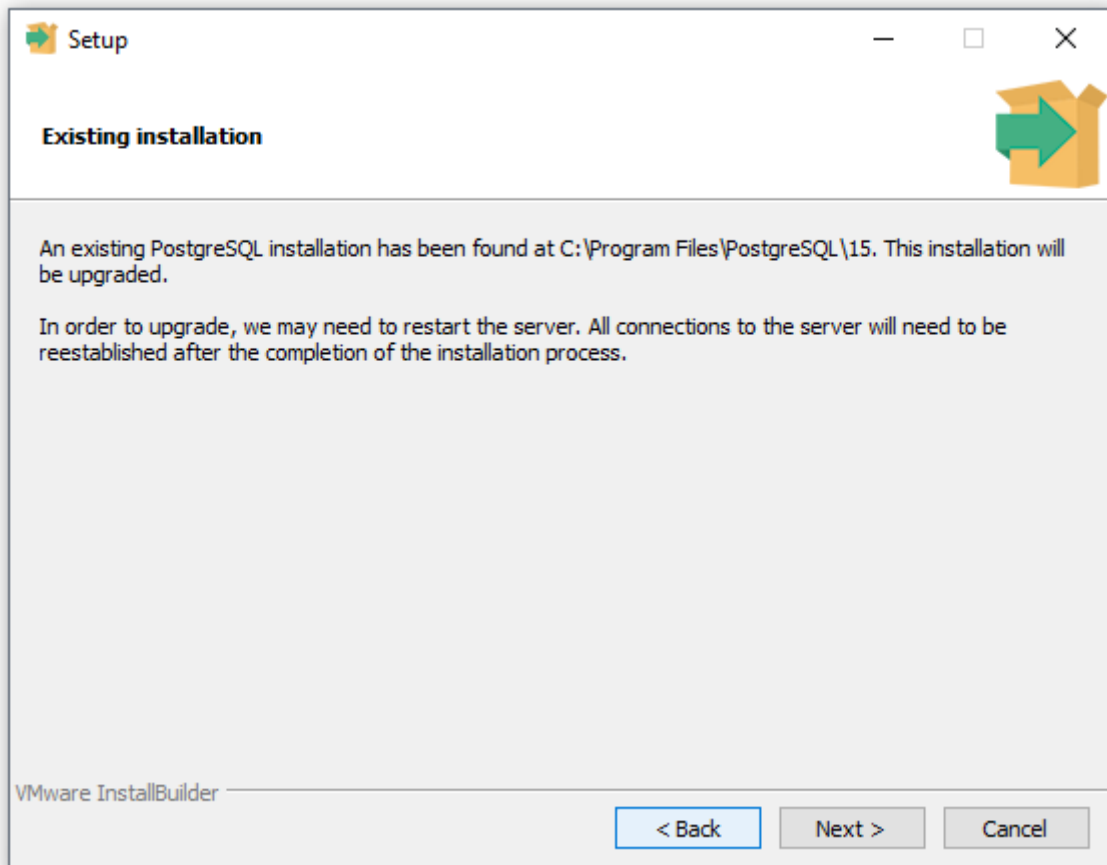 Setup
Existing installation
An existing PostgreSQL installation has been found at C:\Program Files\PostgreSQL\15. This installation will
be upgraded.
In order to upgrade, we may need to restart the server. All connections to the server will need to be
reestablished after the completion of the installation process.
VMware InstallBuilder
< Back Next > Cancel